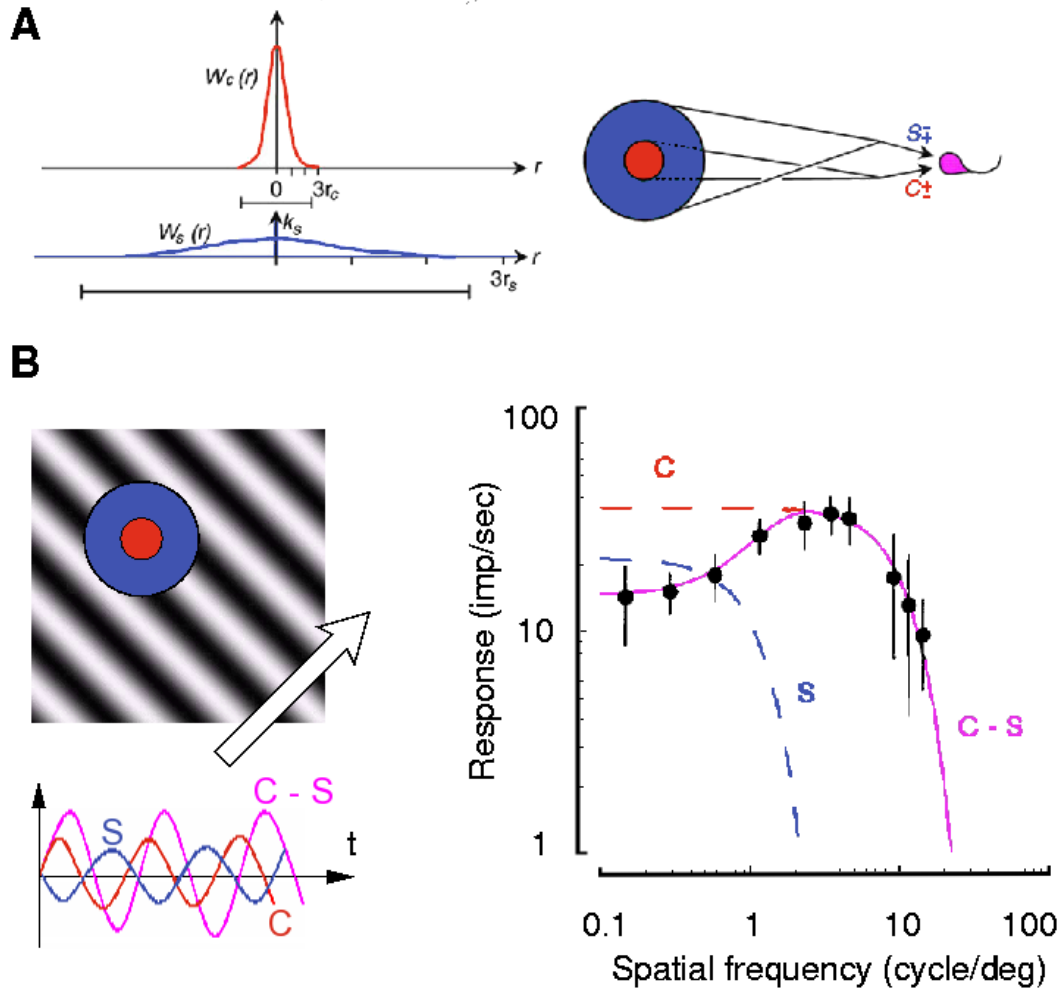 A
Wc (r)
r
0
3rc
Ws (r)
ks
r
3rs
S∓
C±
B
C - S
S
t
C
100
10
1
Response (imp/sec)
C
S
C - S
0.1 1 10 100
Spatial frequency (cycle/deg)